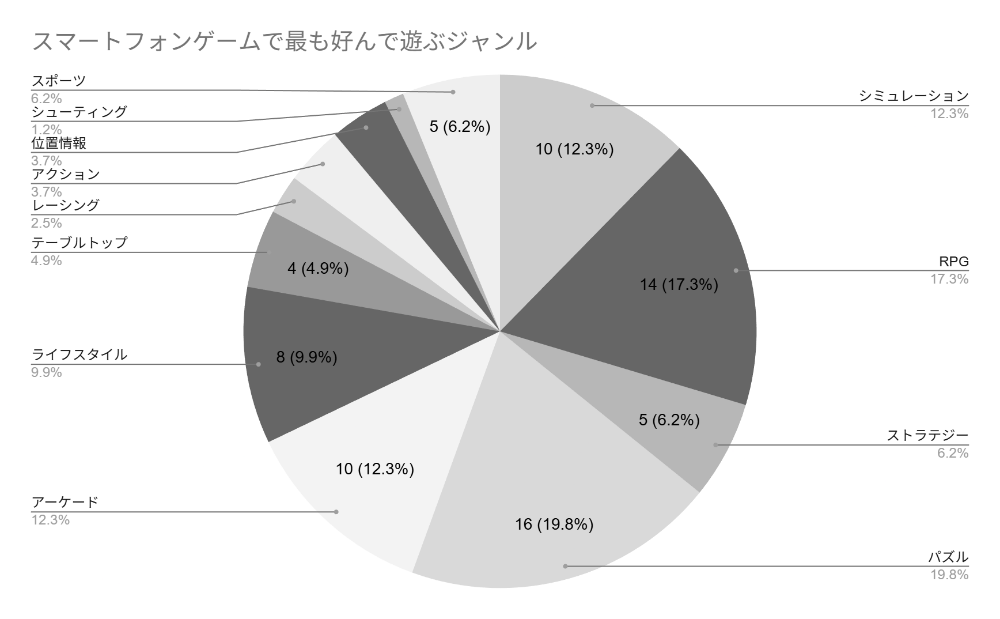 スマートフォンゲームで最も好んで遊ぶジャンル
スポーツ
6.2%
シューティング
1.2%
位置情報
3.7%
アクション
3.7%
レーシング
2.5%
テーブルトップ
4.9%
ライフスタイル
9.9%
アーケード
12.3%
5 (6.2%)
10 (12.3%)
14 (17.3%)
4 (4.9%)
8 (9.9%)
5 (6.2%)
10 (12.3%)
16 (19.8%)
シミュレーション
12.3%
RPG
17.3%
ストラテジー
6.2%
パズル
19.8%